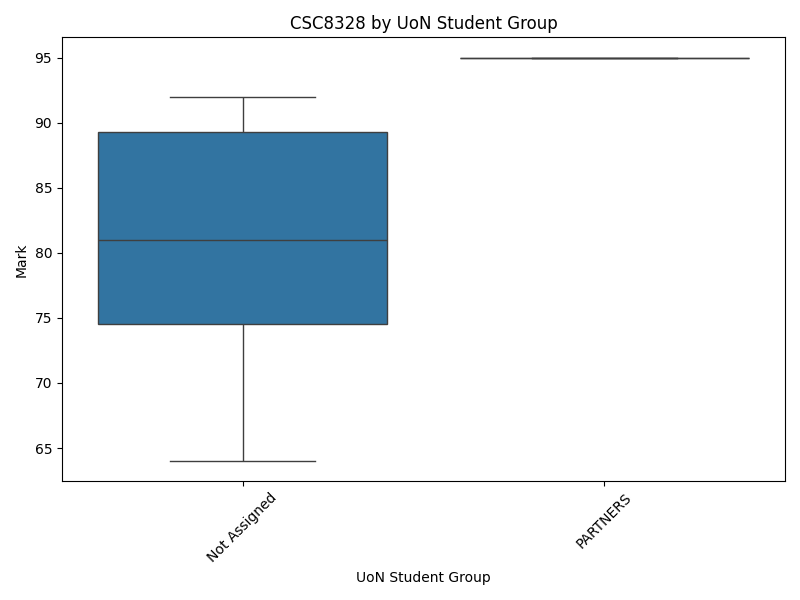 CSC8328 by UoN Student Group
95
90
85
80
75
70
65
Mark
Not Assigned
PARTNERS
UoN Student Group